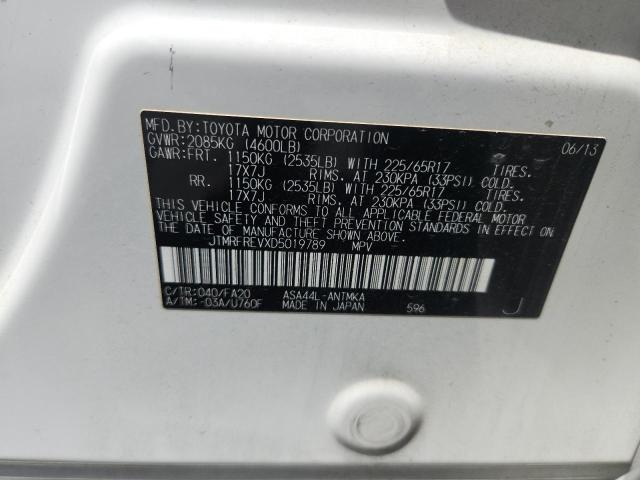 MFD.BY:TOYOTA MOTOR CORPORATION 06/13
GVWR:2085KG (4600LB)
GAWR:FRT. 1150KG (2535LB) WITH 225/65R17 TIRES.
17X7J RIMS. AT 230KPA (33PSI) COLD.
RR. 1150KG (2535LB) WITH 225/65R17 TIRES.
17X7J RIMS. AT 230KPA (33PSI) COLD.
THIS VEHICLE CONFORMS TO ALL APPLICABLE FEDERAL MOTOR
VEHICLE SAFETY AND THEFT PREVENTION STANDARDS IN EFFECT ON
THE DATE OF MANUFACTURE SHOWN ABOVE.
JTMRFREVXD5019789 MPV
C/TR:040/FA20 ASA44L-ANTMKA
A/TM:-03A/U760F MADE IN JAPAN 596 J